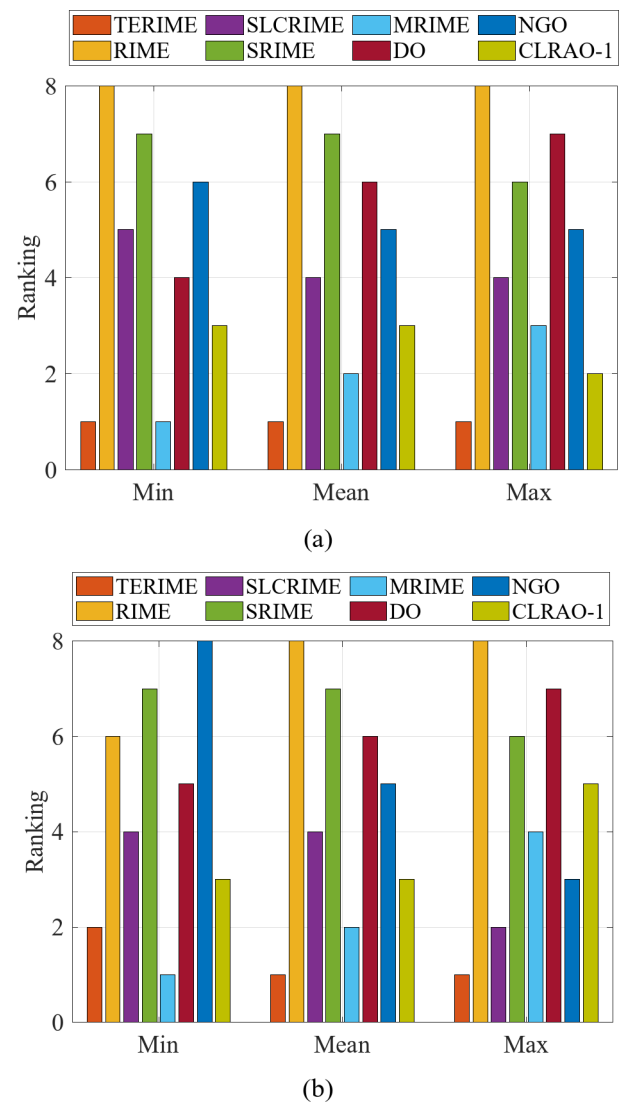 TERIME SLCRIME MRIME NGO
RIME SRIME DO CLRAO-1
8
6
4
2
0
Ranking
Min Mean Max
(a)
TERIME SLCRIME MRIME NGO
RIME SRIME DO CLRAO-1
8
6
4
2
0
Ranking
Min Mean Max
(b)